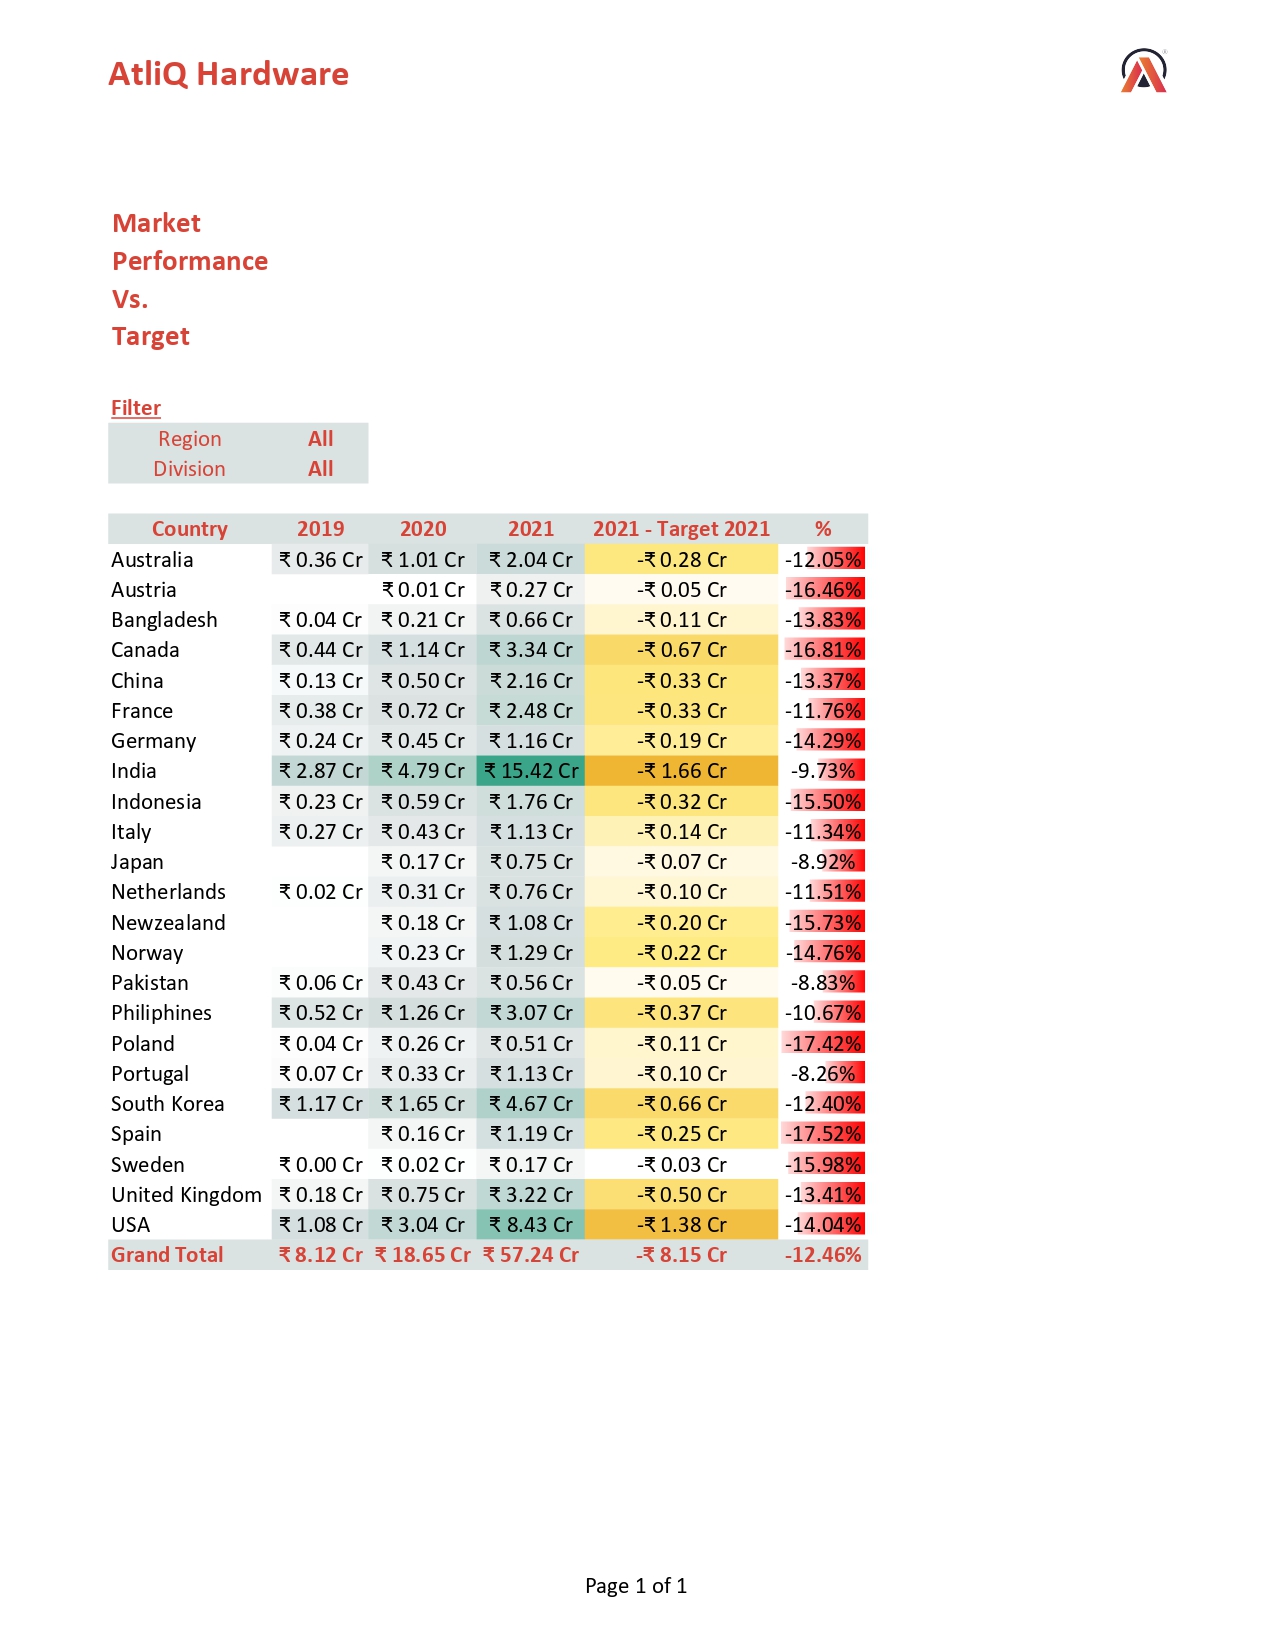 AtliQ Hardware
Market
Performance
Vs.
Target
Filter
Region All
Division All
Country 2019 2020 2021 2021 - Target 2021 %
Australia ₹ 0.36 Cr ₹ 1.01 Cr ₹ 2.04 Cr -₹ 0.28 Cr -12.05%
Austria ₹ 0.01 Cr ₹ 0.27 Cr -₹ 0.05 Cr -16.46%
Bangladesh ₹ 0.04 Cr ₹ 0.21 Cr ₹ 0.66 Cr -₹ 0.11 Cr -13.83%
Canada ₹ 0.44 Cr ₹ 1.14 Cr ₹ 3.34 Cr -₹ 0.67 Cr -16.81%
China ₹ 0.13 Cr ₹ 0.50 Cr ₹ 2.16 Cr -₹ 0.33 Cr -13.37%
France ₹ 0.38 Cr ₹ 0.72 Cr ₹ 2.48 Cr -₹ 0.33 Cr -11.76%
Germany ₹ 0.24 Cr ₹ 0.45 Cr ₹ 1.16 Cr -₹ 0.19 Cr -14.29%
India ₹ 2.87 Cr ₹ 4.79 Cr ₹ 15.42 Cr -₹ 1.66 Cr -9.73%
Indonesia ₹ 0.23 Cr ₹ 0.59 Cr ₹ 1.76 Cr -₹ 0.32 Cr -15.50%
Italy ₹ 0.27 Cr ₹ 0.43 Cr ₹ 1.13 Cr -₹ 0.14 Cr -11.34%
Japan ₹ 0.17 Cr ₹ 0.75 Cr -₹ 0.07 Cr -8.92%
Netherlands ₹ 0.02 Cr ₹ 0.31 Cr ₹ 0.76 Cr -₹ 0.10 Cr -11.51%
Newzealand ₹ 0.18 Cr ₹ 1.08 Cr -₹ 0.20 Cr -15.73%
Norway ₹ 0.23 Cr ₹ 1.29 Cr -₹ 0.22 Cr -14.76%
Pakistan ₹ 0.06 Cr ₹ 0.43 Cr ₹ 0.56 Cr -₹ 0.05 Cr -8.83%
Philiphines ₹ 0.52 Cr ₹ 1.26 Cr ₹ 3.07 Cr -₹ 0.37 Cr -10.67%
Poland ₹ 0.04 Cr ₹ 0.26 Cr ₹ 0.51 Cr -₹ 0.11 Cr -17.42%
Portugal ₹ 0.07 Cr ₹ 0.33 Cr ₹ 1.13 Cr -₹ 0.10 Cr -8.26%
South Korea ₹ 1.17 Cr ₹ 1.65 Cr ₹ 4.67 Cr -₹ 0.66 Cr -12.40%
Spain ₹ 0.16 Cr ₹ 1.19 Cr -₹ 0.25 Cr -17.52%
Sweden ₹ 0.00 Cr ₹ 0.02 Cr ₹ 0.17 Cr -₹ 0.03 Cr -15.98%
United Kingdom ₹ 0.18 Cr ₹ 0.75 Cr ₹ 3.22 Cr -₹ 0.50 Cr -13.41%
USA ₹ 1.08 Cr ₹ 3.04 Cr ₹ 8.43 Cr -₹ 1.38 Cr -14.04%
Grand Total ₹ 8.12 Cr ₹ 18.65 Cr ₹ 57.24 Cr -₹ 8.15 Cr -12.46%
Page 1 of 1